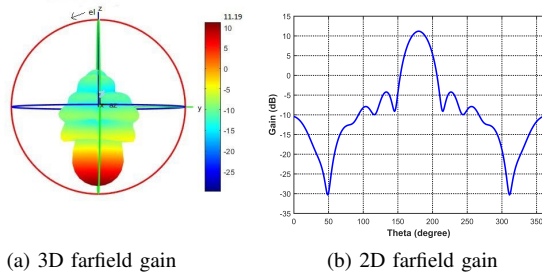 el
z
11.19
10
5
0
-5
-10
-15
-20
-25
az
y
(a) 3D farfield gain
15
10
5
0
-5
-10
-15
-20
-25
-30
-35
Gain (dB)
0 50 100 150 200 250 300 350
Theta (degree)
(b) 2D farfield gain